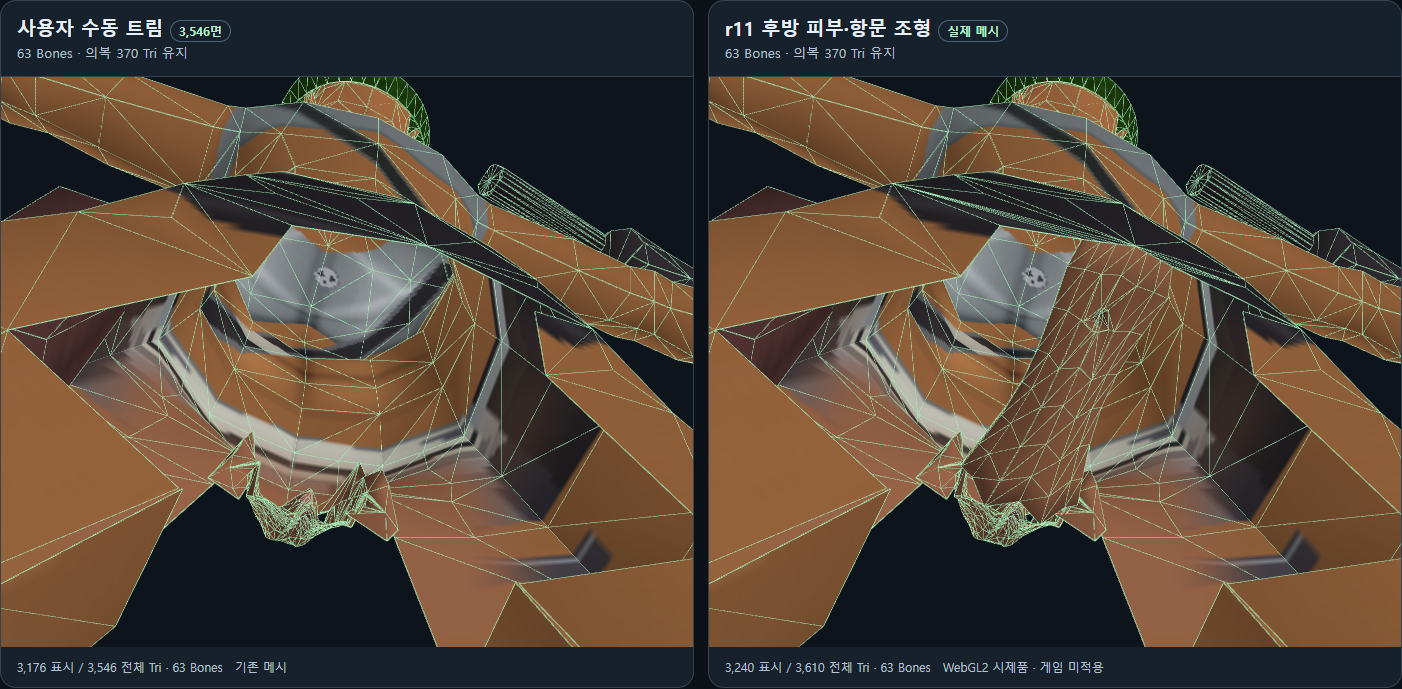 사용자 수동 트림 3,546면
63 Bones · 의복 370 Tri 유지
3,176 표시 / 3,546 전체 Tri · 63 Bones 기존 메시
r11 후방 피부·항문 조형 실제 메시
63 Bones · 의복 370 Tri 유지
3,240 표시 / 3,610 전체 Tri · 63 Bones WebGL2 시제품 · 게임 미적용